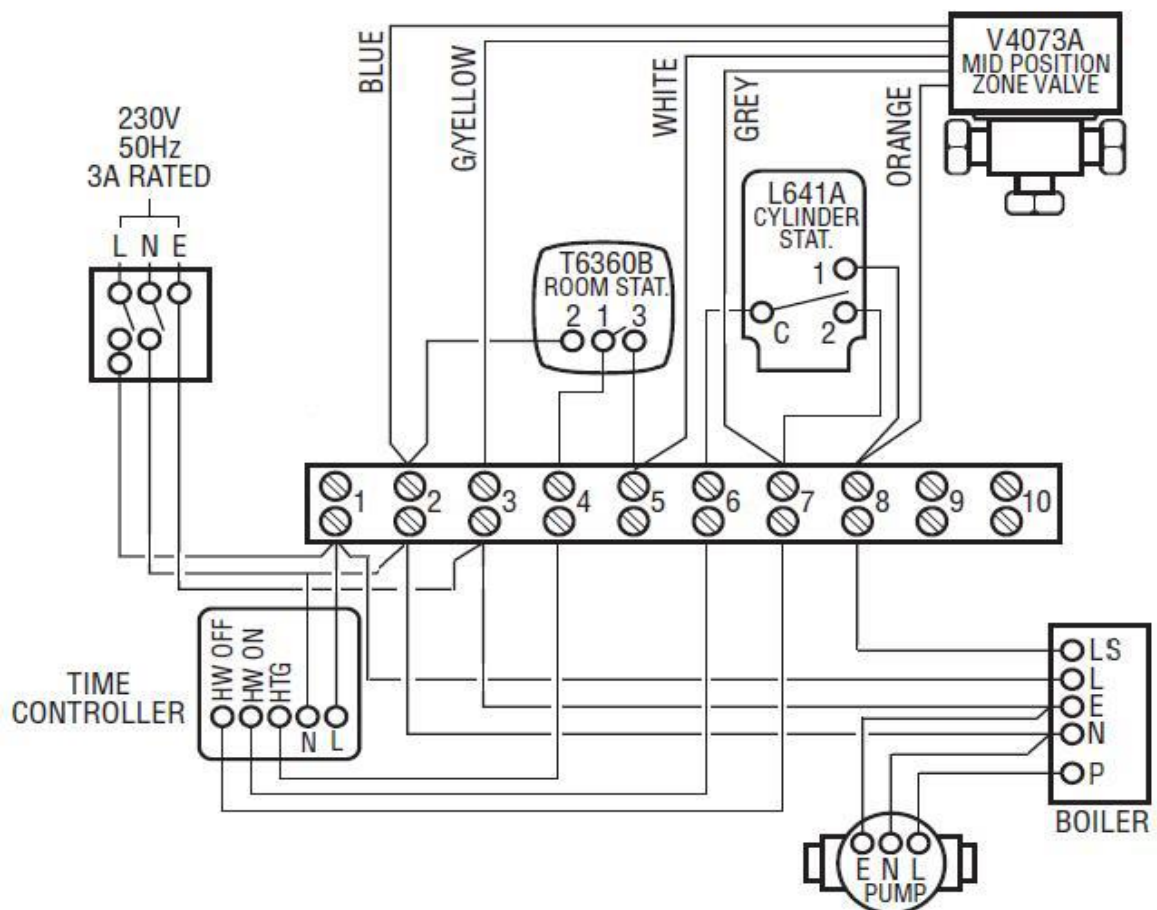 BLUE
G/YELLOW
WHITE
GREY
ORANGE
V4073A
MID POSITION
ZONE VALVE
230V
50Hz
3A RATED
L N E
L641A
CYLINDER
STAT.
1
C 2
T6360B
ROOM STAT.
2 1 3
1 2 3 4 5 6 7 8 9 10
TIME
CONTROLLER
HW OFF
HW ON
HTG
N L
LS
L
E
N
P
BOILER
E N L
PUMP